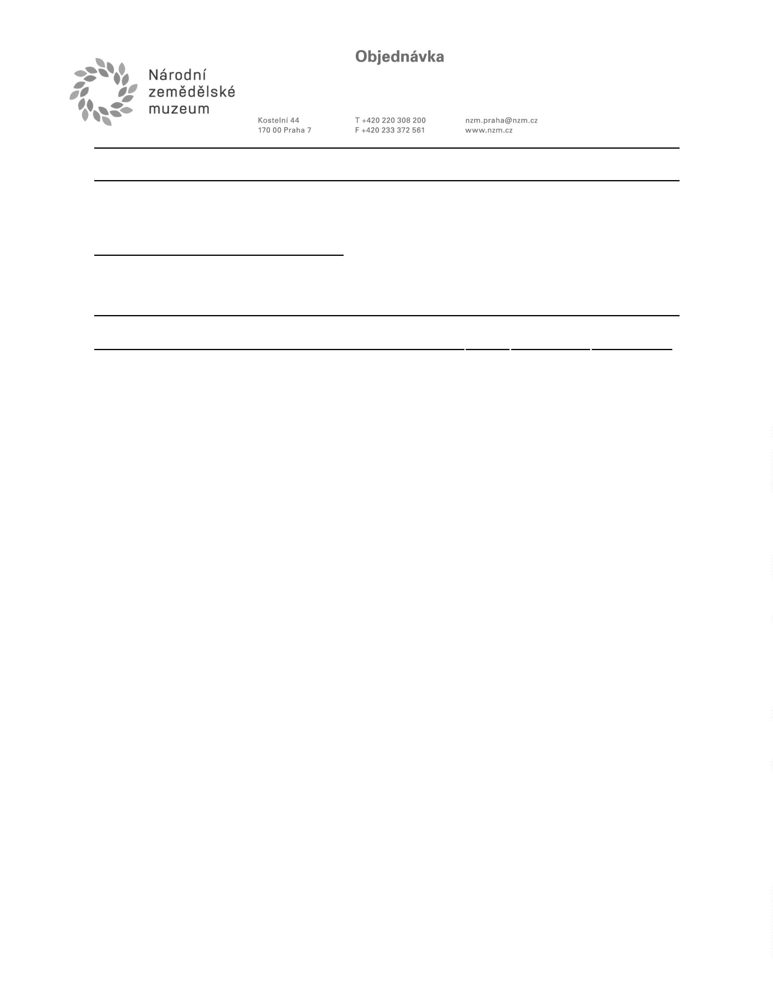 Objednávka
Národní
zemědělské
muzeum
Kostelní 44
170 00 Praha 7
T +420 220 308 200
F +420 233 372 561
nzm.praha@nzm.cz
www.nzm.cz